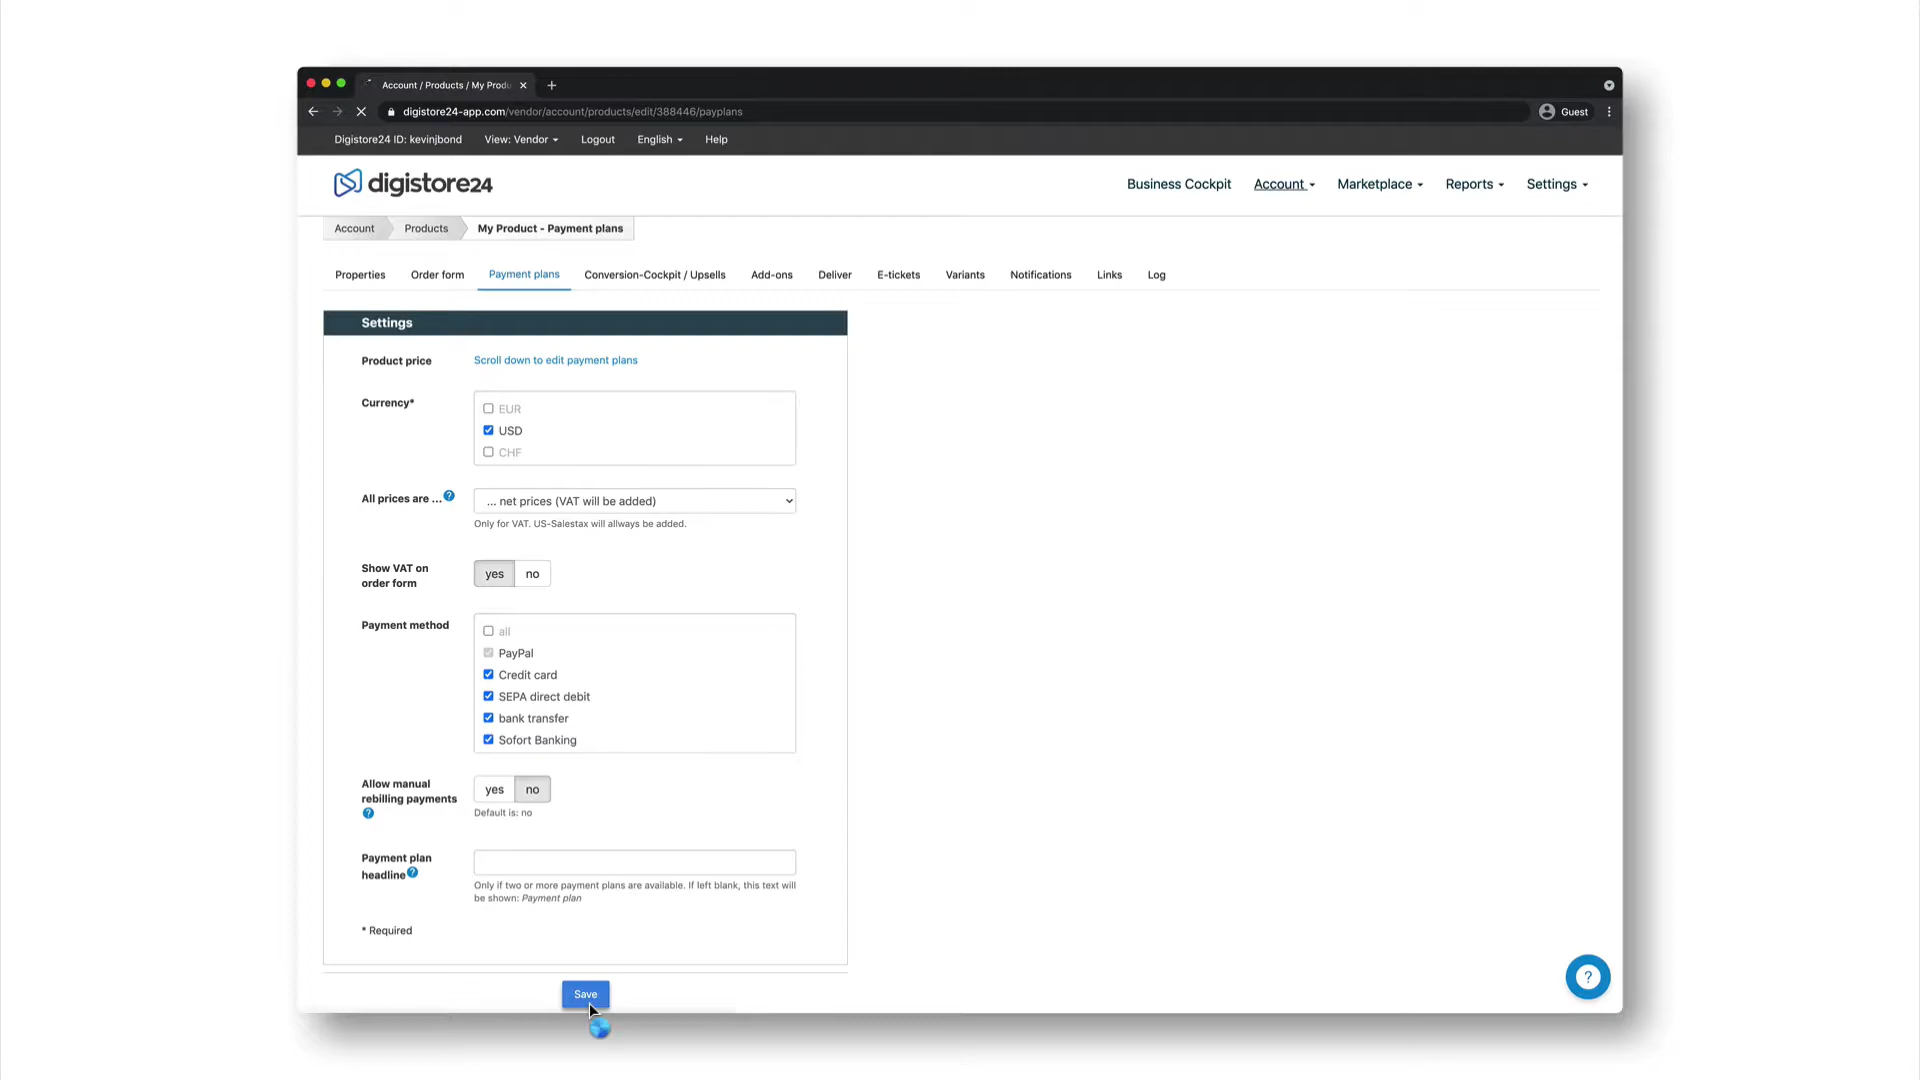 Account / Products / My Produ
digistore24-app.com/vendor/account/products/edit/388446/payplans
Guest
Digistore24 ID: kevinjbond
View: Vendor
Logout
English
Help
digistore24
Business Cockpit
Account
Marketplace
Reports
Settings
Account
Products
My Product - Payment plans
Properties
Order form
Payment plans
Conversion-Cockpit / Upsells
Add-ons
Deliver
E-tickets
Variants
Notifications
Links
Log
Settings
Product price
Scroll down to edit payment plans
Currency*
EUR
USD
CHF
All prices are ...
?
... net prices (VAT will be added)
Only for VAT. US-Salestax will allways be added.
Show VAT on
order form
yes
no
Payment method
all
PayPal
Credit card
SEPA direct debit
bank transfer
Sofort Banking
Allow manual
rebilling payments
?
yes
no
Default is: no
Payment plan
headline
?
Only if two or more payment plans are available. If left blank, this text will
be shown: Payment plan
* Required
Save
?